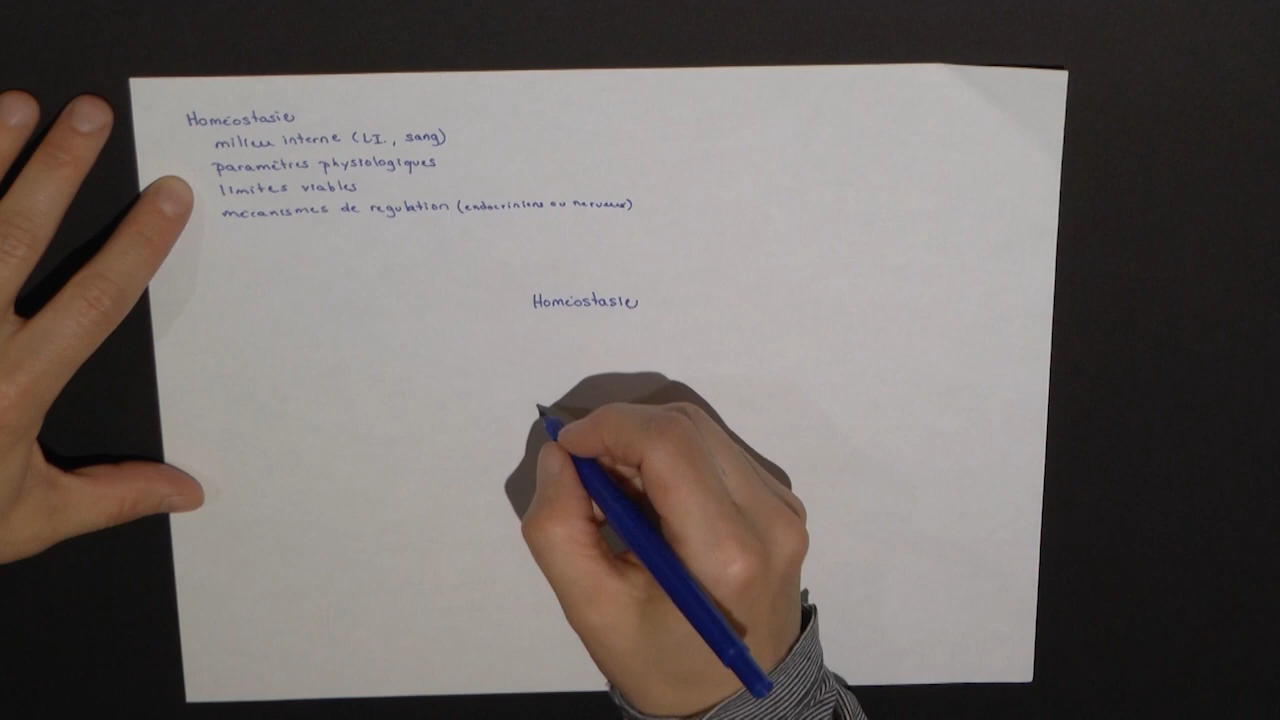 Homéostasie
milieu interne (L.I., sang)
paramètres physiologiques
limites viables
mécanismes de régulation (endocriniens ou nerveux)
Homéostasie